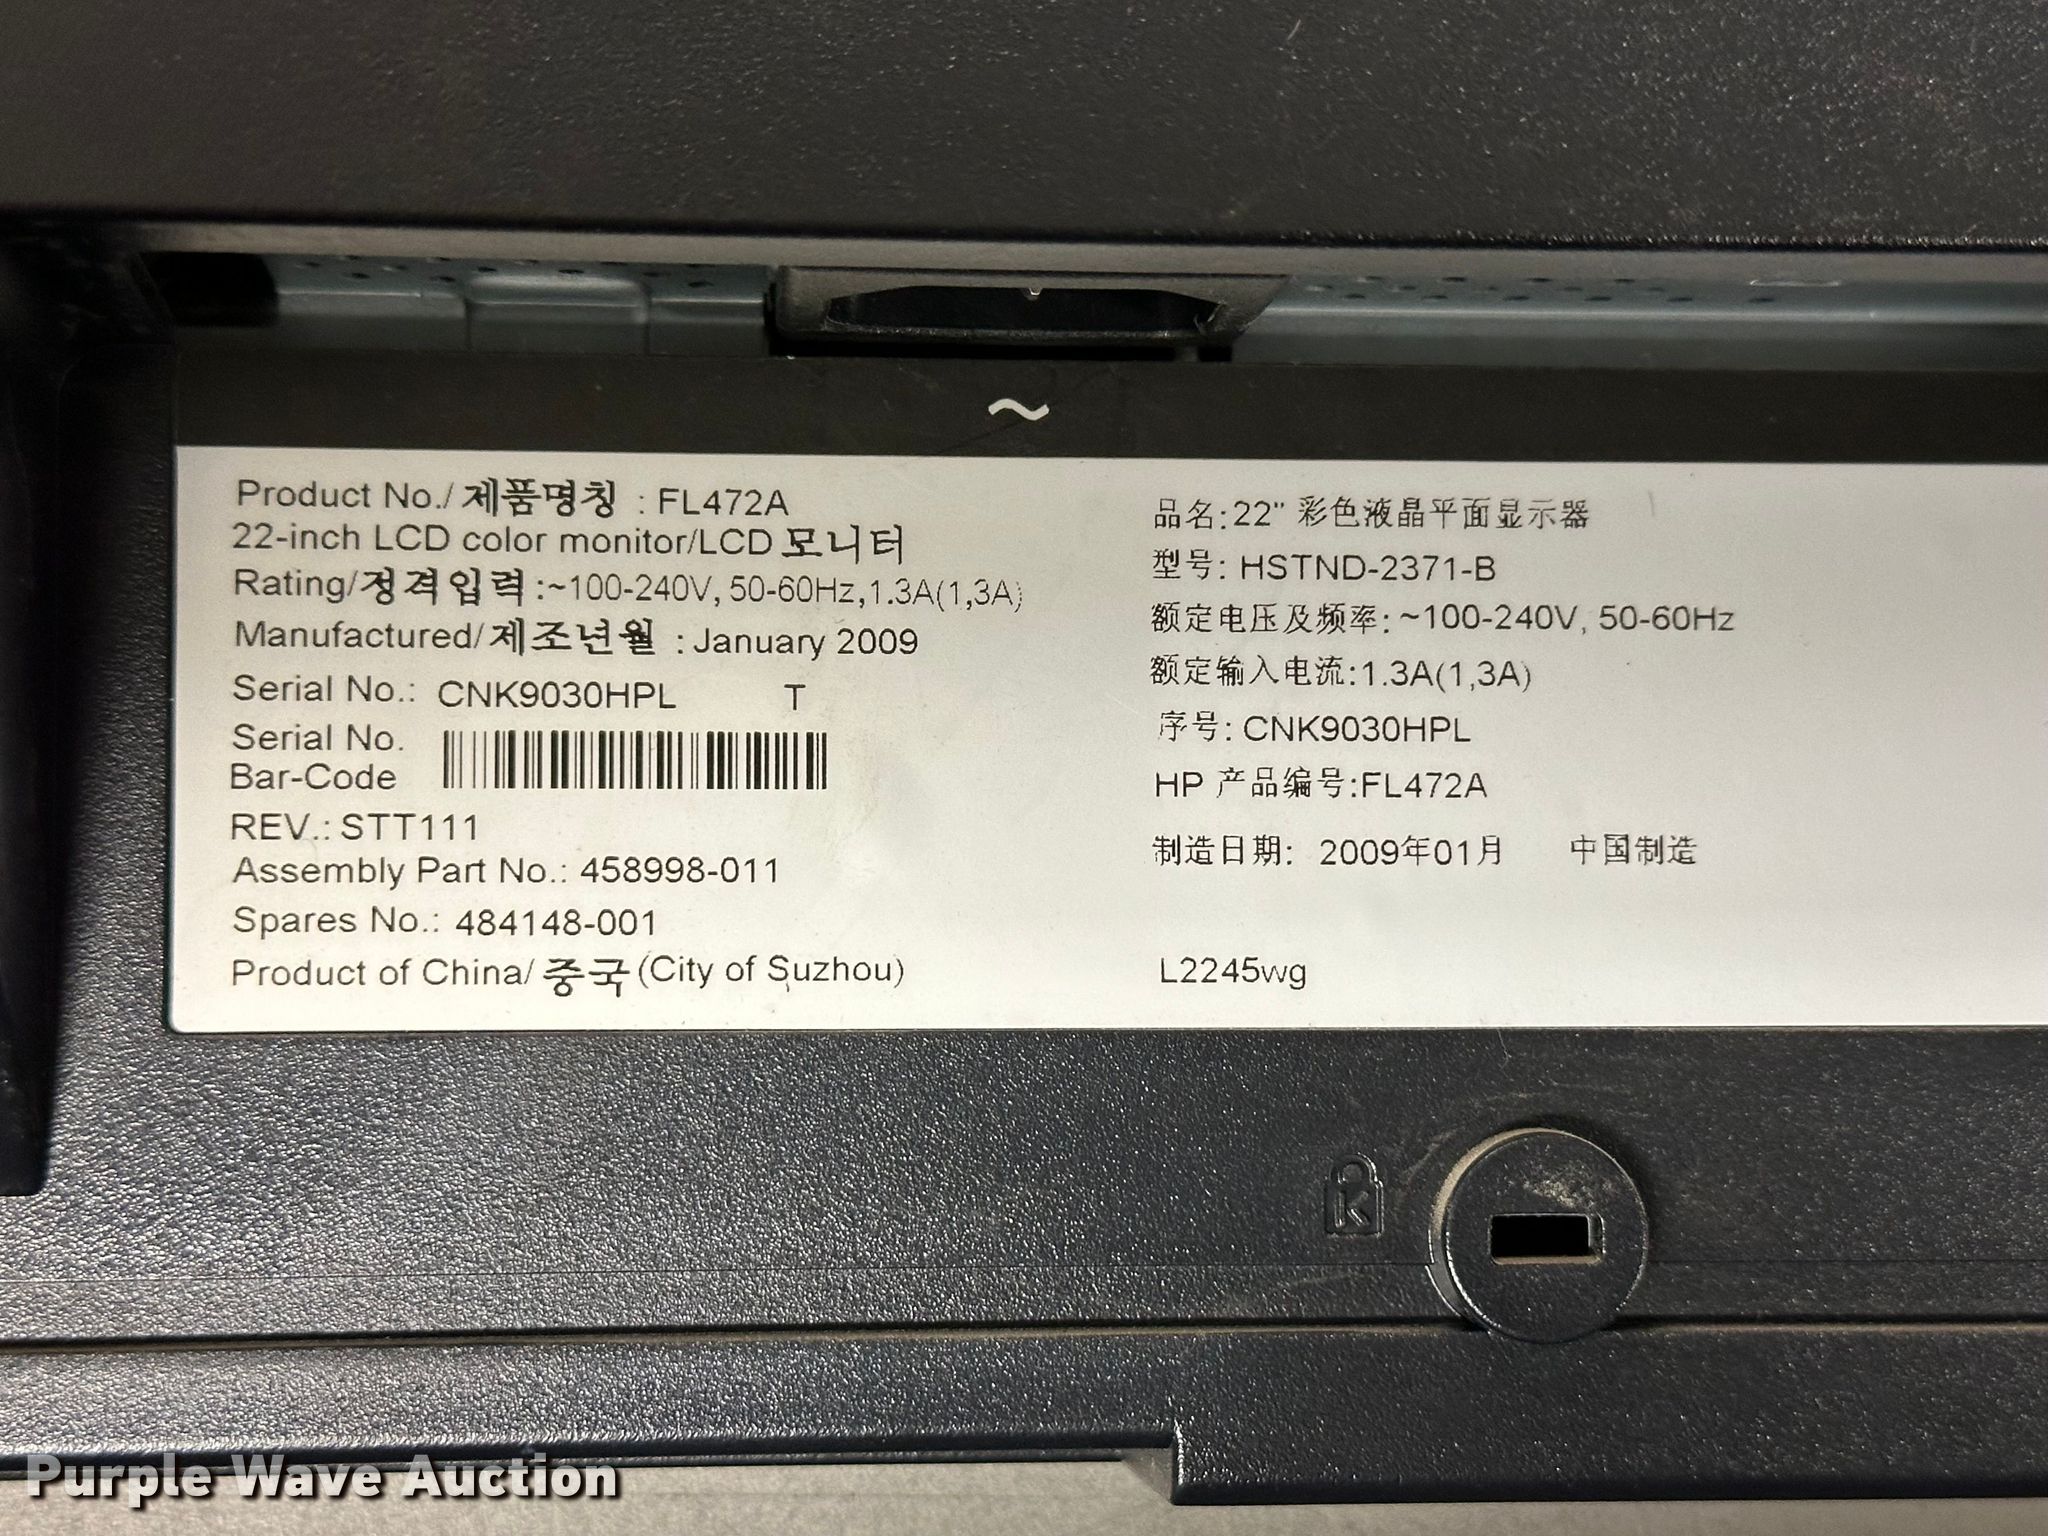 ~
Product No./ 제품명칭 : FL472A
22-inch LCD color monitor/LCD 모니터
Rating/정격입력:~100-240V, 50-60Hz,1.3A(1,3A)
Manufactured/제조년월 : January 2009
Serial No.: CNK9030HPL T
Serial No.
Bar-Code
REV.: STT111
Assembly Part No.: 458998-011
Spares No.: 484148-001
Product of China/ 중국 (City of Suzhou)
品名:22" 彩色液晶平面显示器
型号: HSTND-2371-B
额定电压及频率:~100-240V, 50-60Hz
额定输入电流:1.3A(1,3A)
序号: CNK9030HPL
HP 产品编号:FL472A
制造日期: 2009年01月 中国制造
L2245wg
K
Purple Wave Auction